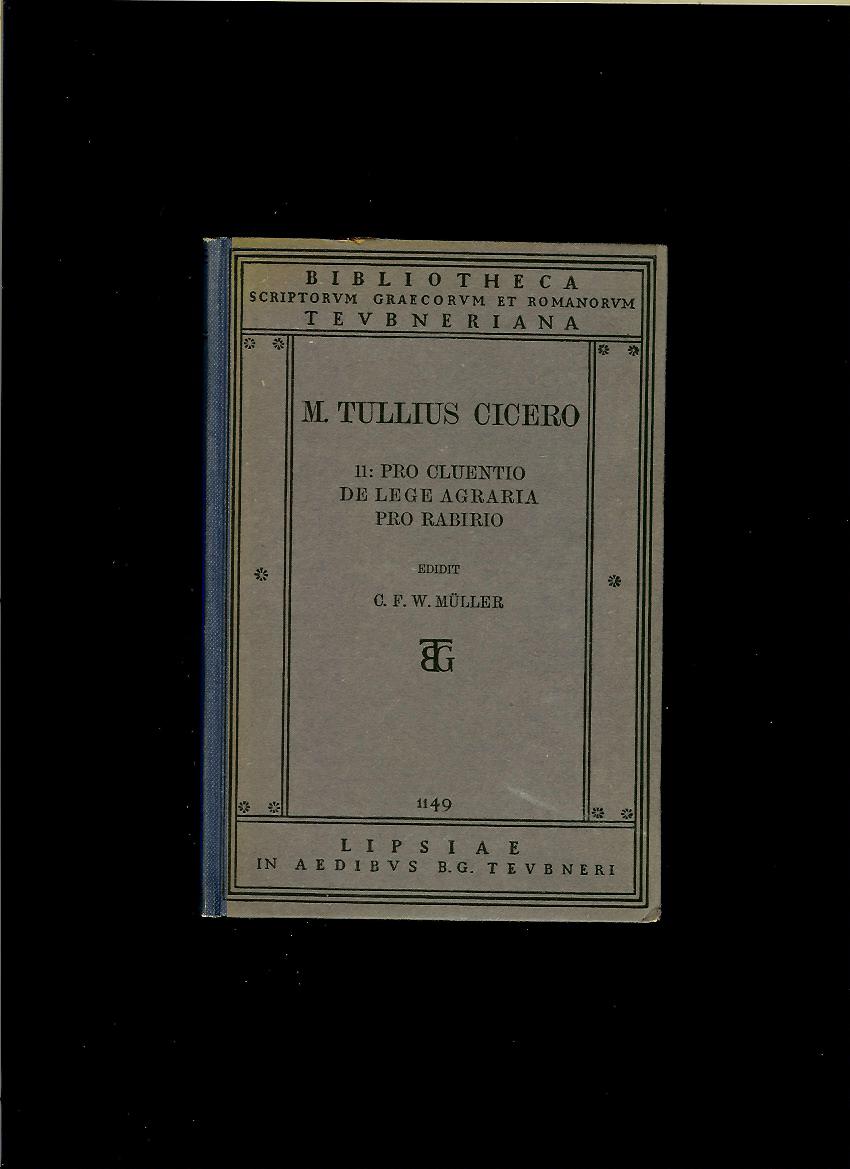 BIBLIOTHECA
SCRIPTORVM GRAECORVM ET ROMANORVM
TEVBNERIANA
M. TULLIUS CICERO
11: PRO CLUENTIO
DE LEGE AGRARIA
PRO RABIRIO
EDIDIT
C. F. W. MÜLLER
BTG
1149
LIPSIAE
IN AEDIBVS B.G. TEVBNERI